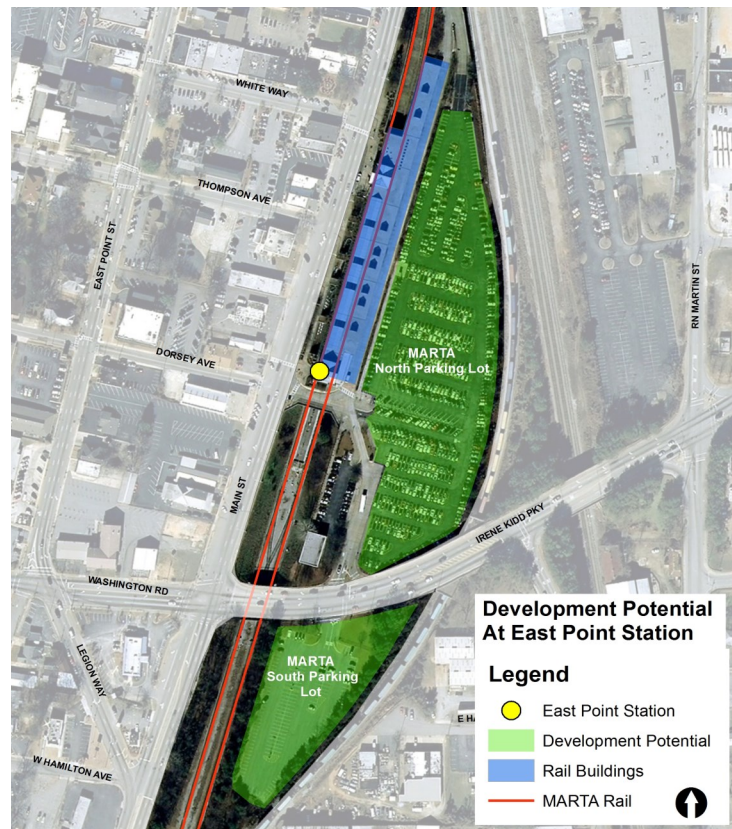 WHITE WAY
THOMPSON AVE
EAST POINT ST
RN MARTIN ST
DORSEY AVE
MARTA
North Parking Lot
MAIN ST
IRENE KIDD PKY
WASHINGTON RD
LEGION WAY
MARTA
South Parking
Lot
W HAMILTON AVE
E HA
Development Potential
At East Point Station
Legend
East Point Station
Development Potential
Rail Buildings
MARTA Rail